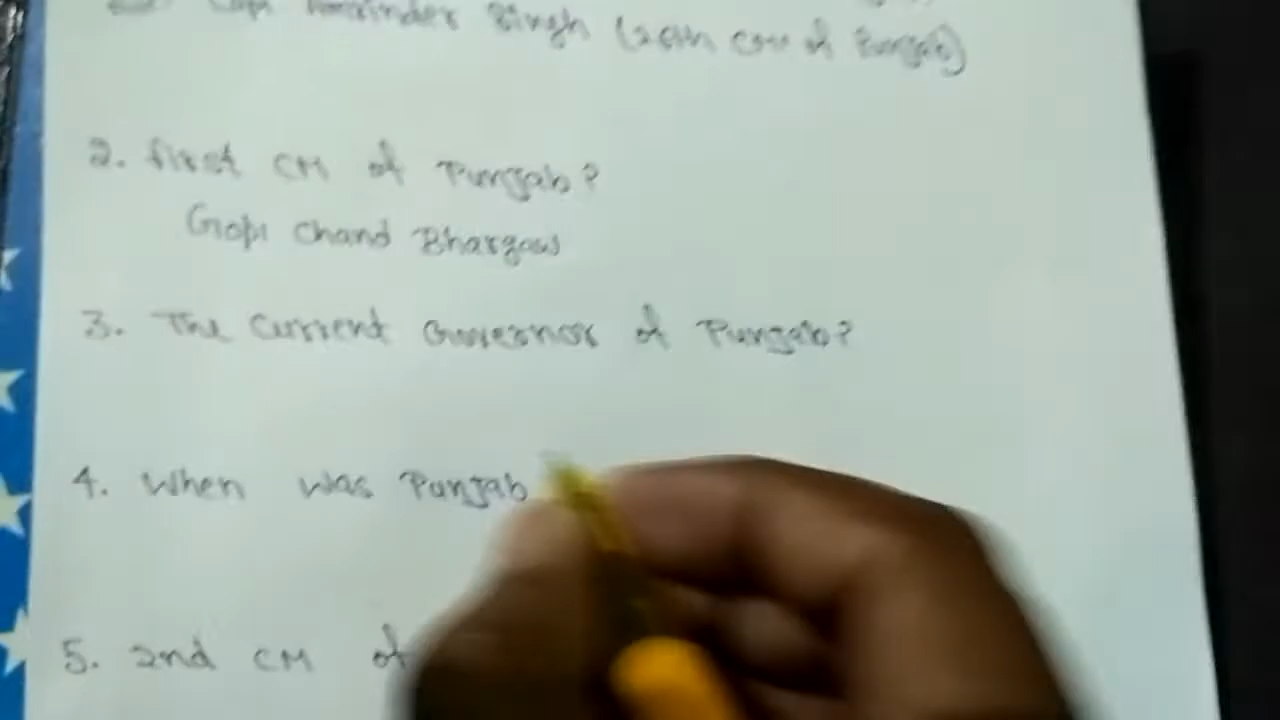 Singh (26th CM of Punjab)
2. first CM of Punjab?
Gopi Chand Bhargaw
3. The Current Governor of Punjab?
4. When was Punjab
5. 2nd CM of